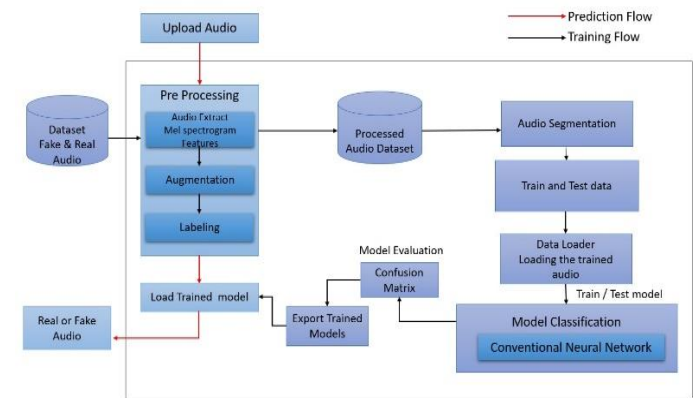 Upload Audio
Prediction Flow
Training Flow
Pre Processing
Audio Extract
Mel spectrogram
Features
Augmentation
Labeling
Dataset
Fake & Real
Audio
Processed
Audio Dataset
Audio Segmentation
Train and Test data
Data Loader
Loading the trained
audio
Train / Test model
Model Classification
Conventional Neural Network
Model Evaluation
Confusion
Matrix
Export Trained
Models
Load Trained model
Real or Fake
Audio